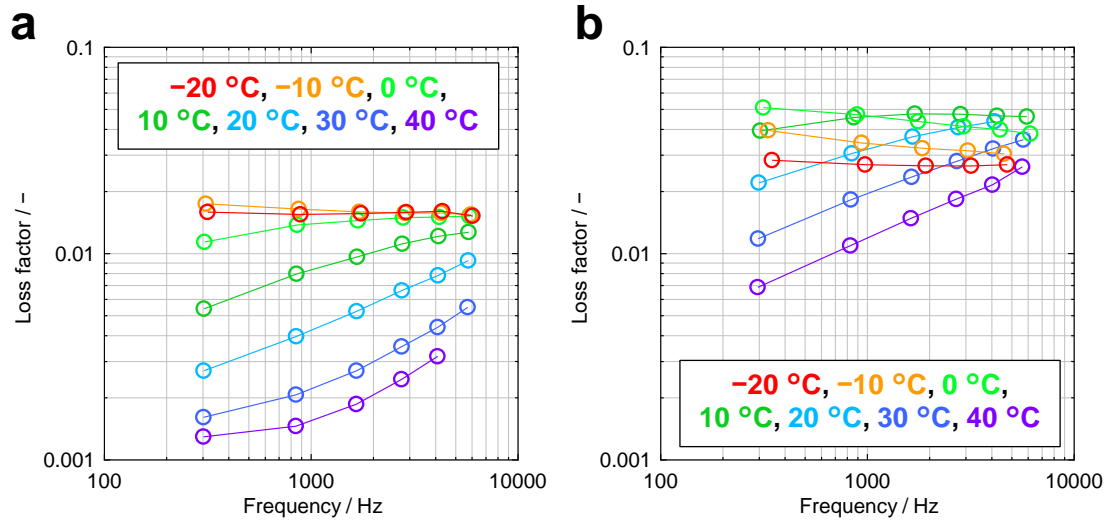 a
0.1
−20 °C, −10 °C, 0 °C,
10 °C, 20 °C, 30 °C, 40 °C
Loss factor / −
0.01
0.001
100
1000
10000
Frequency / Hz
b
0.1
Loss factor / −
0.01
−20 °C, −10 °C, 0 °C,
10 °C, 20 °C, 30 °C, 40 °C
0.001
100
1000
10000
Frequency / Hz